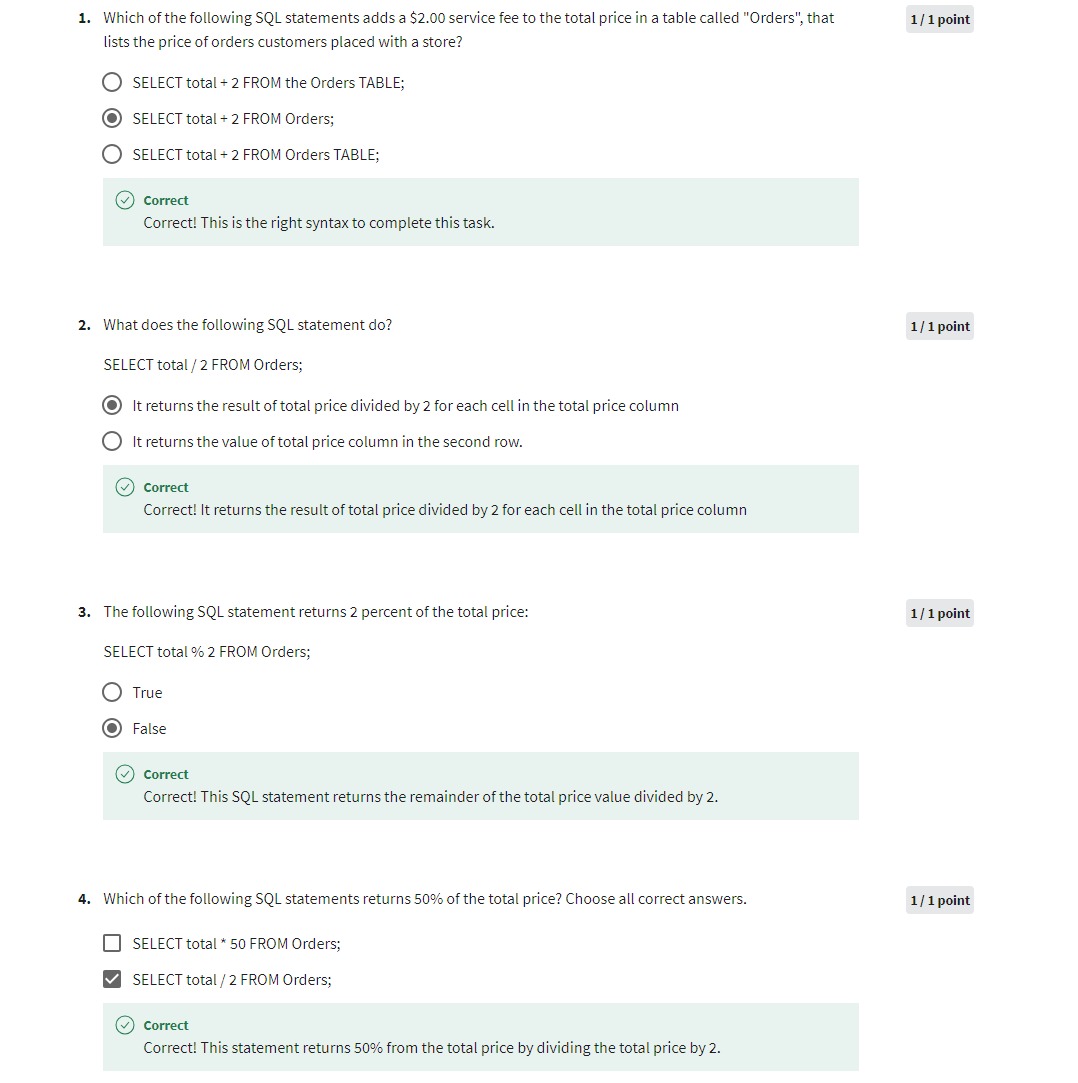 1. Which of the following SQL statements adds a $2.00 service fee to the total price in a table called "Orders", that
lists the price of orders customers placed with a store?
1 / 1 point
SELECT total + 2 FROM the Orders TABLE;
SELECT total + 2 FROM Orders;
SELECT total + 2 FROM Orders TABLE;
Correct
Correct! This is the right syntax to complete this task.
2. What does the following SQL statement do?
1 / 1 point
SELECT total / 2 FROM Orders;
It returns the result of total price divided by 2 for each cell in the total price column
It returns the value of total price column in the second row.
Correct
Correct! It returns the result of total price divided by 2 for each cell in the total price column
3. The following SQL statement returns 2 percent of the total price:
1 / 1 point
SELECT total % 2 FROM Orders;
True
False
Correct
Correct! This SQL statement returns the remainder of the total price value divided by 2.
4. Which of the following SQL statements returns 50% of the total price? Choose all correct answers.
1 / 1 point
SELECT total * 50 FROM Orders;
SELECT total / 2 FROM Orders;
Correct
Correct! This statement returns 50% from the total price by dividing the total price by 2.